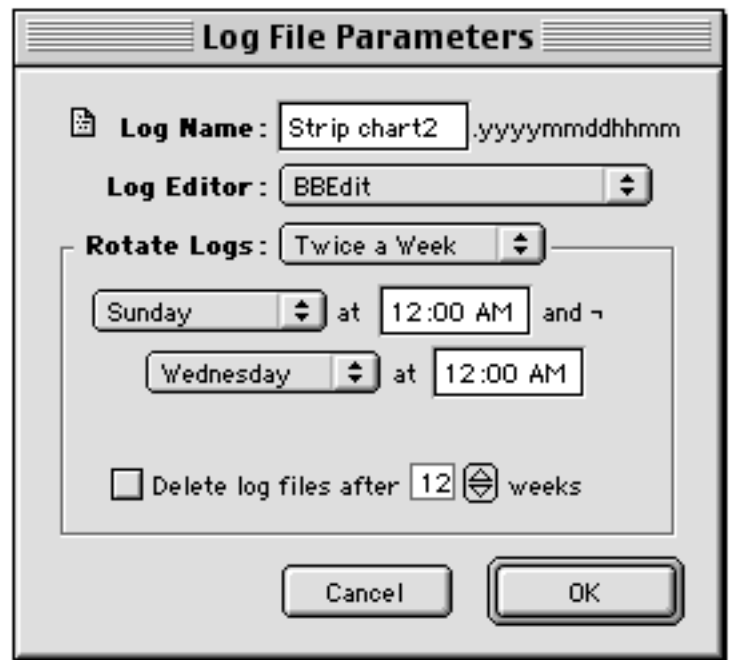 Log File Parameters
Log Name: Strip chart2 .yyyymmddhhmm
Log Editor: BBEdit
Rotate Logs: Twice a Week
Sunday at 12:00 AM and ¬
Wednesday at 12:00 AM
Delete log files after 12 weeks
Cancel OK